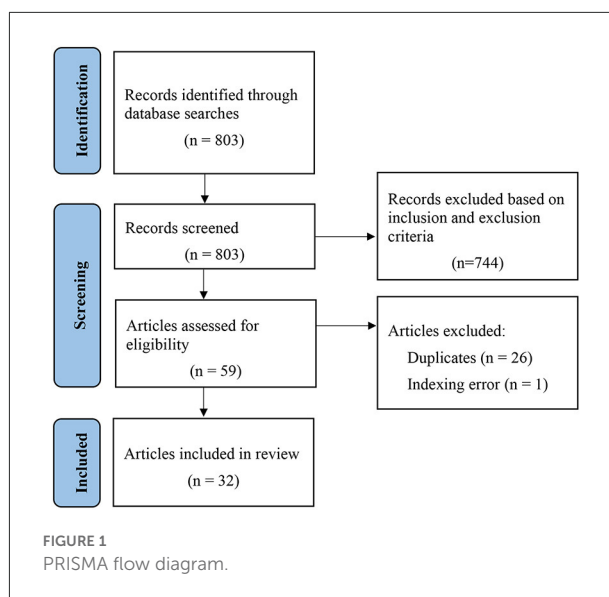 Identification
Records identified through
database searches
(n = 803)
Screening
Records screened
(n = 803)
Records excluded based on
inclusion and exclusion
criteria
(n=744)
Articles assessed for
eligibility
(n = 59)
Articles excluded:
Duplicates (n = 26)
Indexing error (n = 1)
Included
Articles included in review
(n = 32)
FIGURE 1
PRISMA flow diagram.